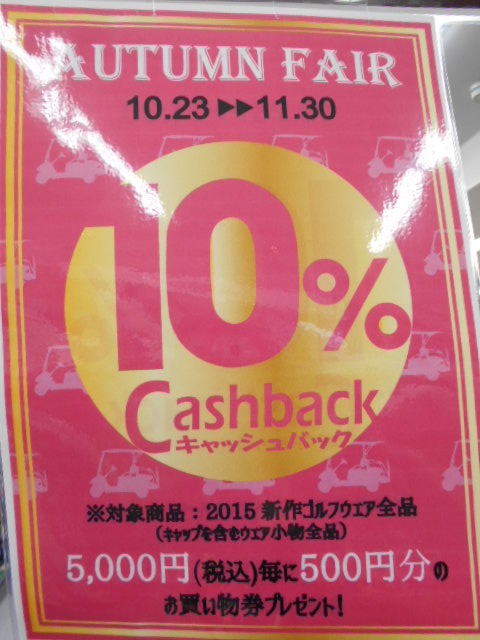 AUTUMN FAIR
10.23 ▶▶ 11.30
10%
Cashback
キャッシュバック
※対象商品：2015 新作ゴルフウエア全品
(キャップを含むウエア小物全品)
5,000円(税込)毎に500円分の
お買い物券プレゼント!